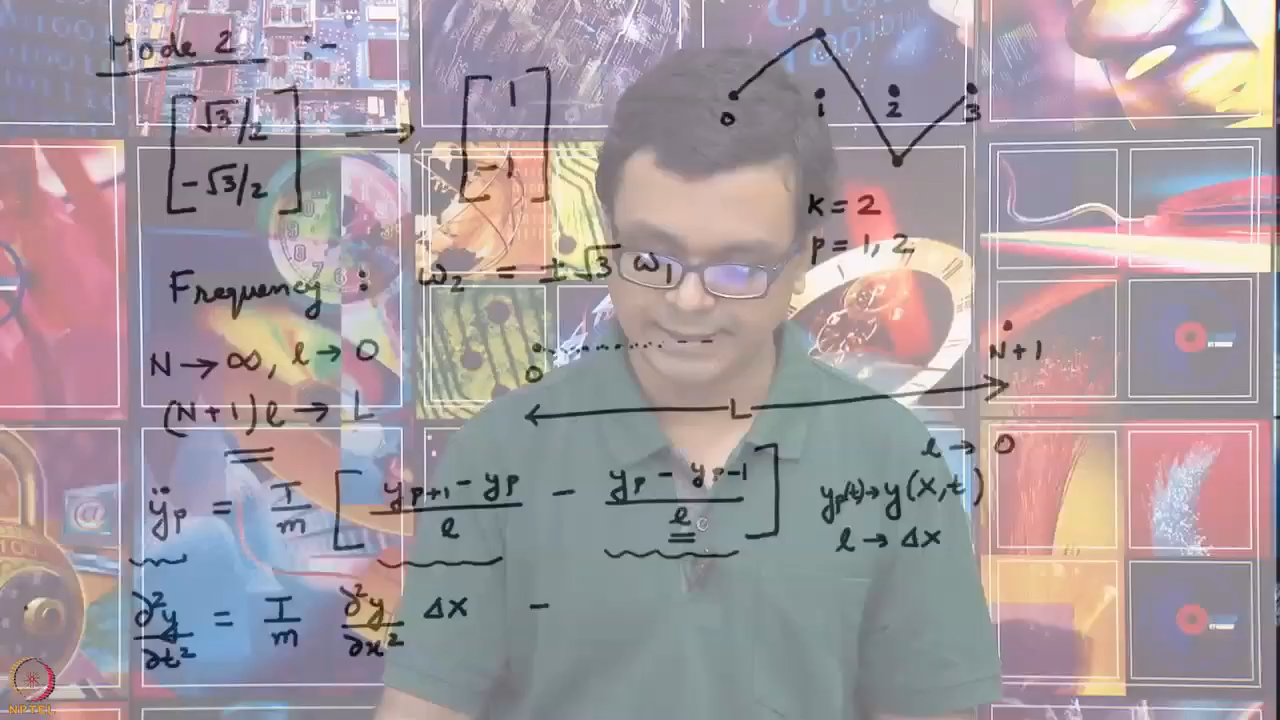 Mode 2 :-
[ √3/2 -√3/2 ] → [ 1 -1 ]
0 1 2 3
K = 2
P = 1, 2
Frequency : ω₂ = ± √3 ω₁
N → ∞, l → 0
0 N+1
(N+1)l → L
L
l → 0
ÿp = T/m [ (yp+1 - yp)/l - (yp - yp-1)/l ]
yp(t) → y(x,t)
l → Δx
∂²y/∂t² = T/m ∂²y/∂x² Δx -
NPTEL